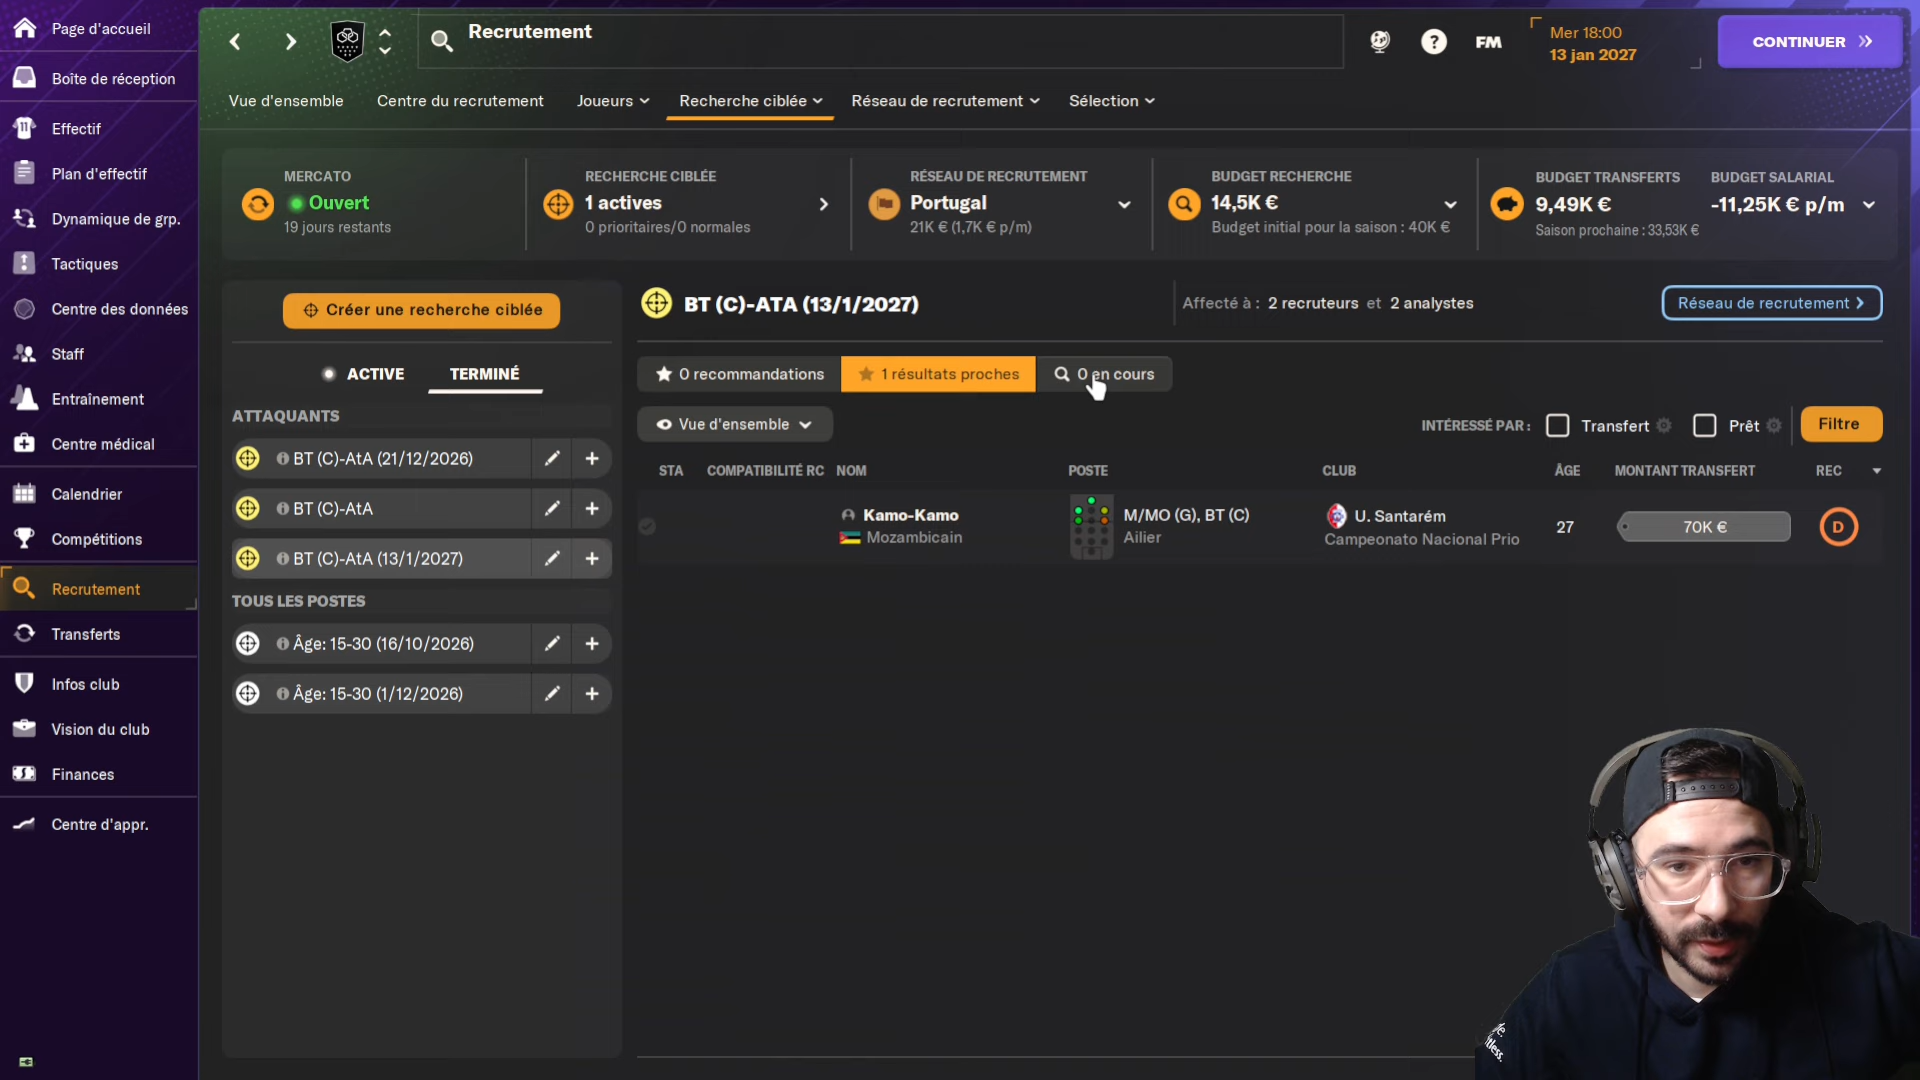 Page d'accueil
Boîte de réception
Effectif
Plan d'effectif
Dynamique de grp.
Tactiques
Centre des données
Staff
Entraînement
Centre médical
Calendrier
Compétitions
Recrutement
Transferts
Infos club
Vision du club
Finances
Centre d'appr.
Recrutement
FM
Mer 18:00
13 jan 2027
CONTINUER
Vue d'ensemble
Centre du recrutement
Joueurs
Recherche ciblée
Réseau de recrutement
Sélection
MERCATO
Ouvert
19 jours restants
RECHERCHE CIBLÉE
1 actives
0 prioritaires/0 normales
RÉSEAU DE RECRUTEMENT
Portugal
21K € (1,7K € p/m)
BUDGET RECHERCHE
14,5K €
Budget initial pour la saison : 40K €
BUDGET TRANSFERTS
9,49K €
Saison prochaine : 33,53K €
BUDGET SALARIAL
-11,25K € p/m
Créer une recherche ciblée
ACTIVE
TERMINÉ
ATTAQUANTS
BT (C)-AtA (21/12/2026)
BT (C)-AtA
BT (C)-AtA (13/1/2027)
TOUS LES POSTES
Âge: 15-30 (16/10/2026)
Âge: 15-30 (1/12/2026)
BT (C)-ATA (13/1/2027)
Affecté à : 2 recruteurs et 2 analystes
Réseau de recrutement
0 recommandations
1 résultats proches
0 en cours
Vue d'ensemble
INTÉRESSÉ PAR :
Transfert
Prêt
Filtre
STA
COMPATIBILITÉ RC
NOM
POSTE
CLUB
ÂGE
MONTANT TRANSFERT
REC
Kamo-Kamo
Mozambicain
M/MO (G), BT (C)
Ailier
U. Santarém
Campeonato Nacional Prio
27
70K €
D